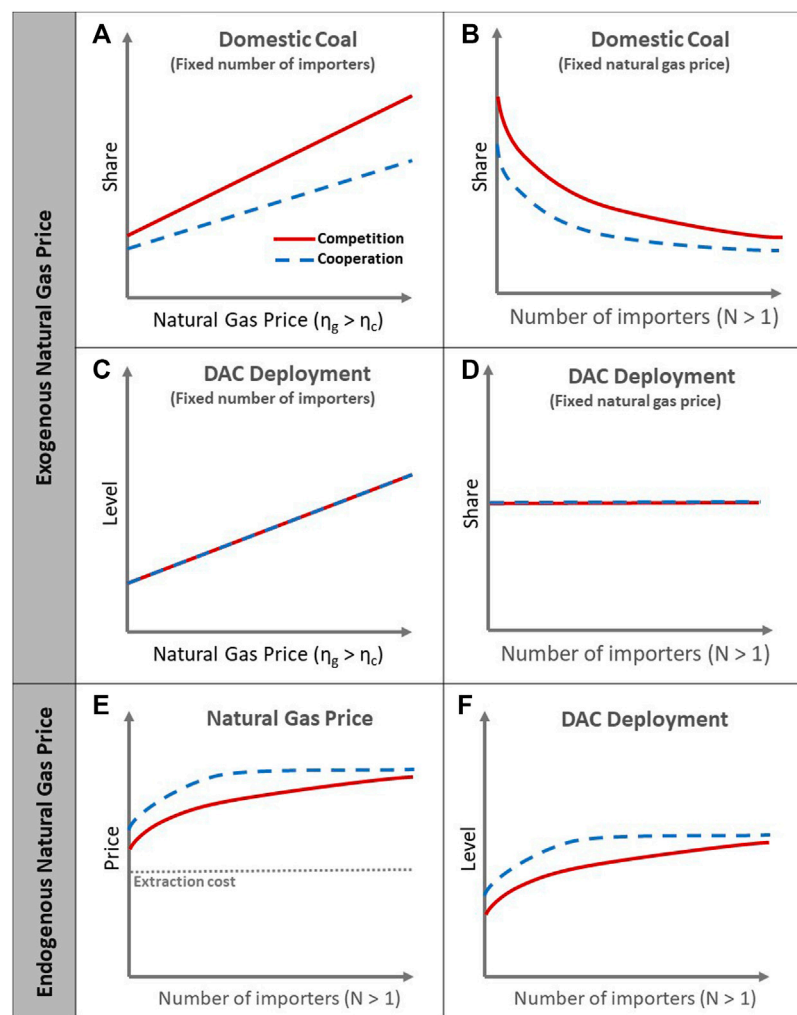 Exogenous Natural Gas Price
A
Domestic Coal
(Fixed number of importers)
Share
Competition
Cooperation
Natural Gas Price (ηg > ηc)
B
Domestic Coal
(Fixed natural gas price)
Share
Number of importers (N > 1)
C
DAC Deployment
(Fixed number of importers)
Level
Natural Gas Price (ηg > ηc)
D
DAC Deployment
(Fixed natural gas price)
Share
Number of importers (N > 1)
Endogenous Natural Gas Price
E
Natural Gas Price
Price
Extraction cost
Number of importers (N > 1)
F
DAC Deployment
Level
Number of importers (N > 1)